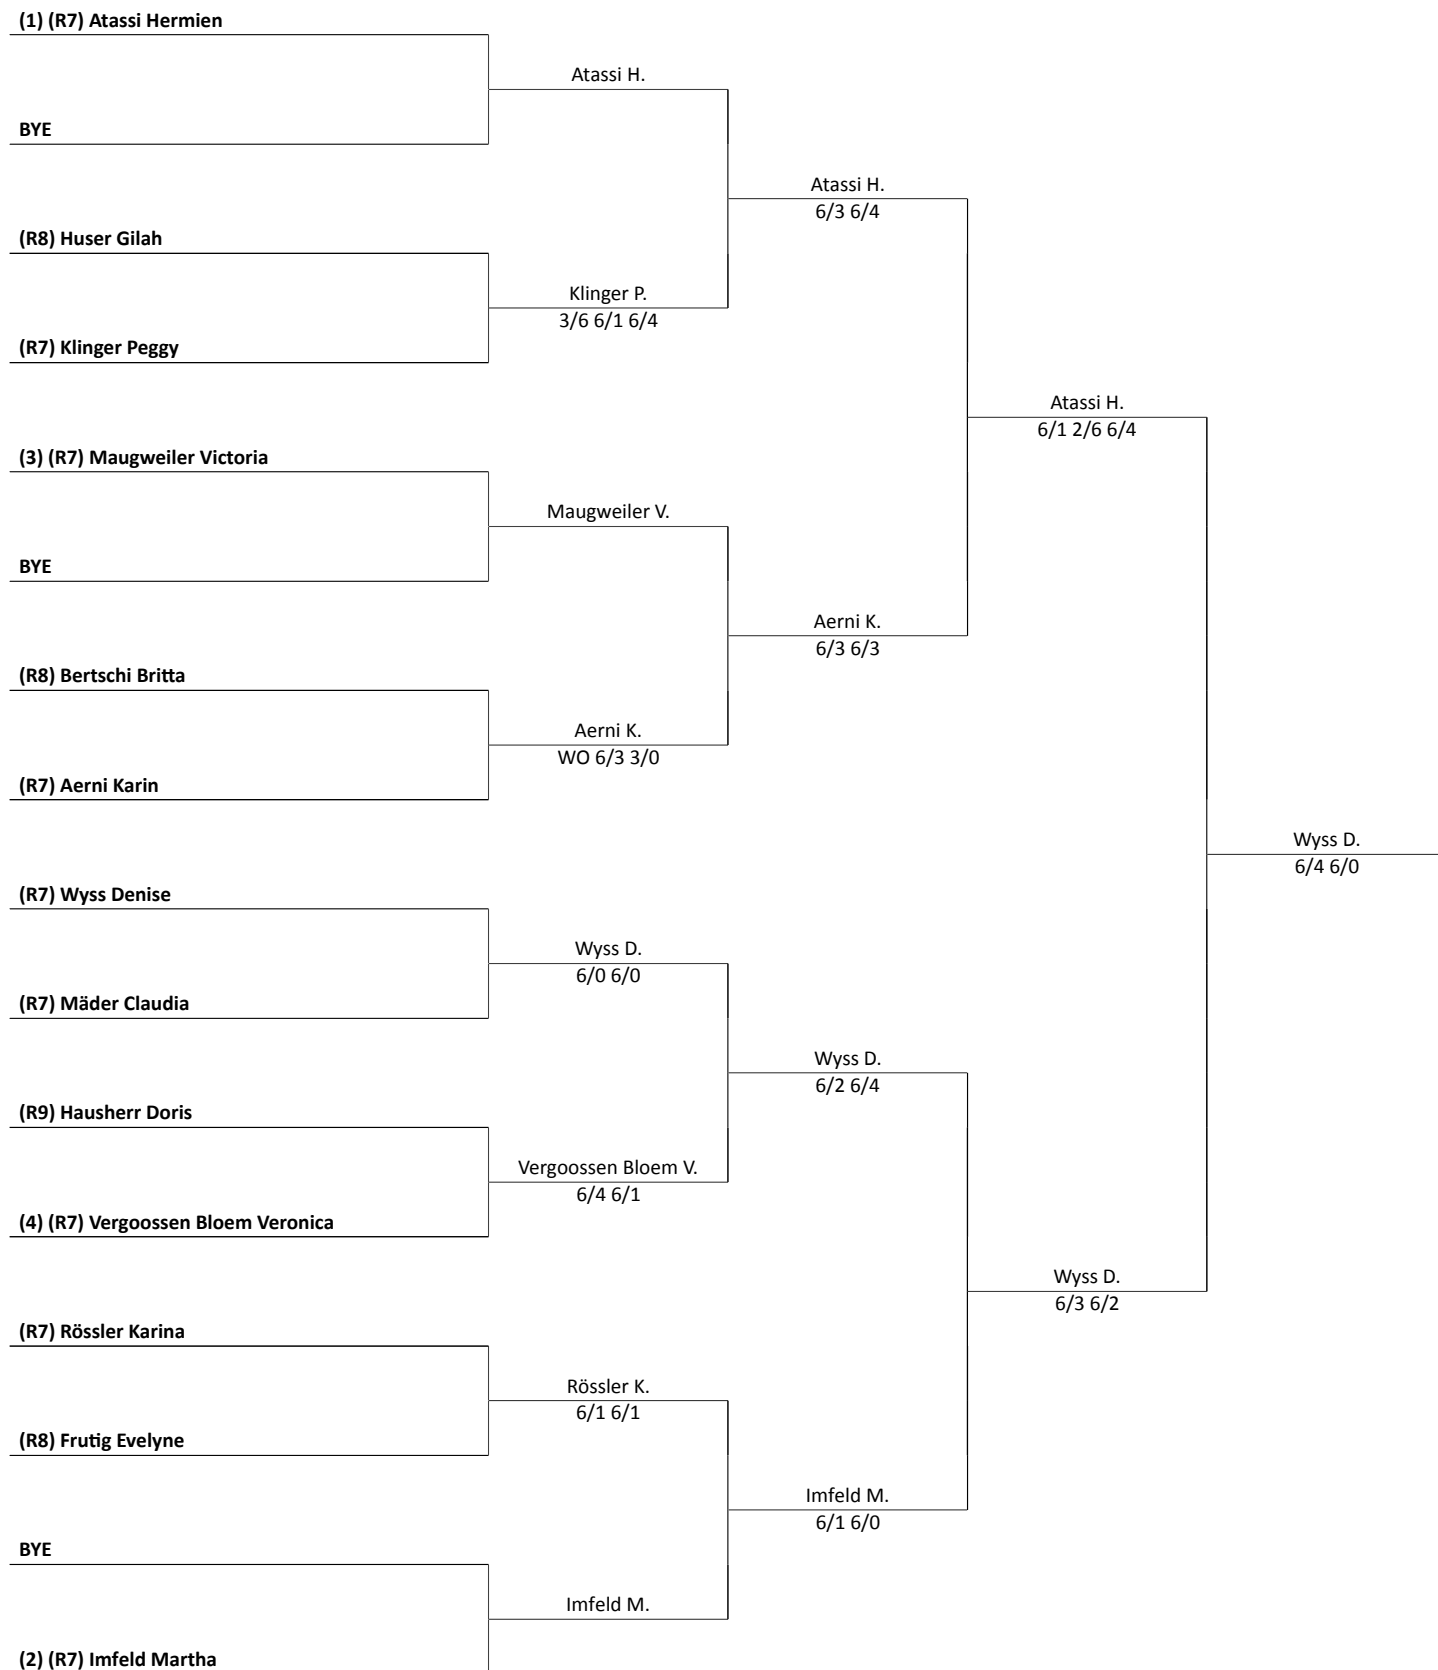 (1) (R7) Atassi Hermien
Atassi H.
BYE
Atassi H.
6/3 6/4
(R8) Huser Gilah
Klinger P.
3/6 6/1 6/4
(R7) Klinger Peggy
Atassi H.
6/1 2/6 6/4
(3) (R7) Maugweiler Victoria
Maugweiler V.
BYE
Aerni K.
6/3 6/3
(R8) Bertschi Britta
Aerni K.
WO 6/3 3/0
(R7) Aerni Karin
Wyss D.
6/4 6/0
(R7) Wyss Denise
Wyss D.
6/0 6/0
(R7) Mäder Claudia
Wyss D.
6/2 6/4
(R9) Hausherr Doris
Vergoossen Bloem V.
6/4 6/1
(4) (R7) Vergoossen Bloem Veronica
Wyss D.
6/3 6/2
(R7) Rössler Karina
Rössler K.
6/1 6/1
(R8) Frutig Evelyne
Imfeld M.
6/1 6/0
BYE
Imfeld M.
(2) (R7) Imfeld Martha